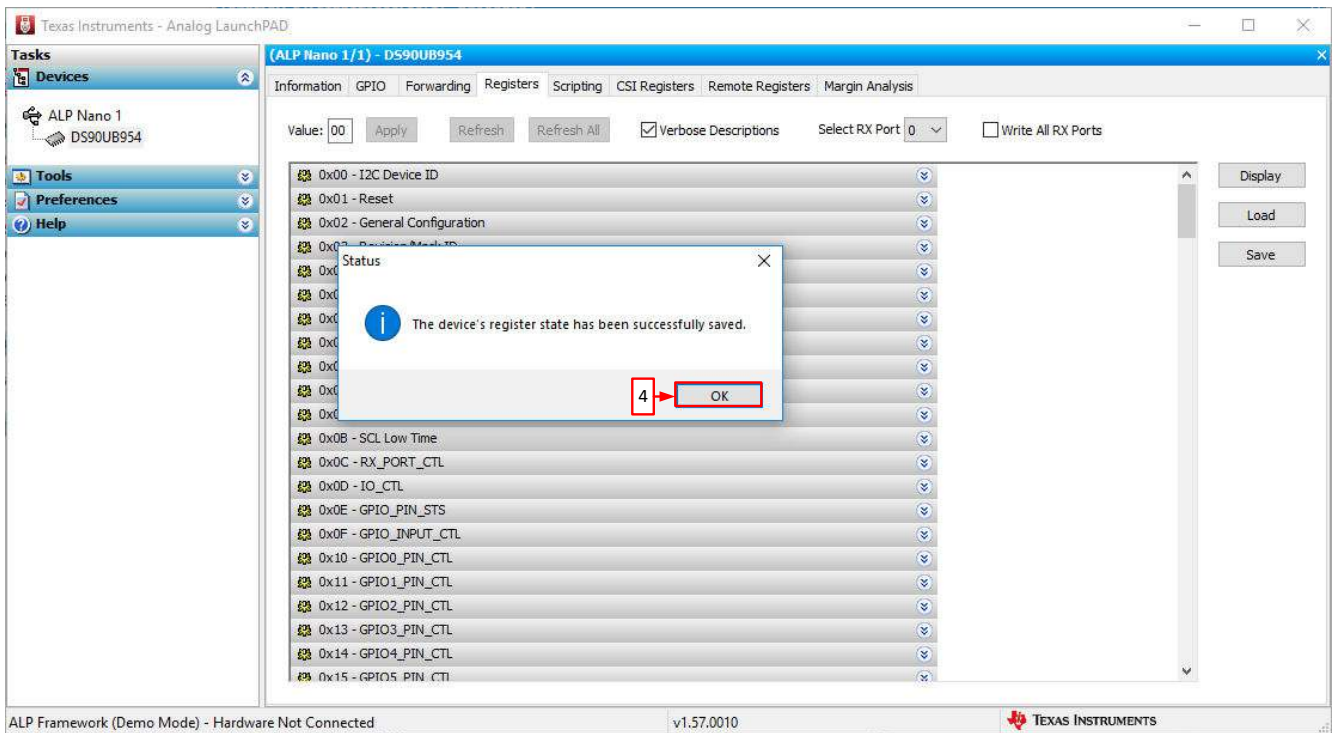 Texas Instruments - Analog LaunchPAD
Tasks
Devices
ALP Nano 1
DS90UB954
Tools
Preferences
Help
(ALP Nano 1/1) - DS90UB954
Information GPIO Forwarding Registers Scripting CSI Registers Remote Registers Margin Analysis
Value: 00 Apply Refresh Refresh All Verbose Descriptions Select RX Port 0 Write All RX Ports
0x00 - I2C Device ID
0x01 - Reset
0x02 - General Configuration
Status
The device's register state has been successfully saved.
4 OK
0x0B - SCL Low Time
0x0C - RX_PORT_CTL
0x0D - IO_CTL
0x0E - GPIO_PIN_STS
0x0F - GPIO_INPUT_CTL
0x10 - GPIO0_PIN_CTL
0x11 - GPIO1_PIN_CTL
0x12 - GPIO2_PIN_CTL
0x13 - GPIO3_PIN_CTL
0x14 - GPIO4_PIN_CTL
0x15 - GPIO5_PIN_CTL
Display
Load
Save
ALP Framework (Demo Mode) - Hardware Not Connected v1.57.0010 TEXAS INSTRUMENTS